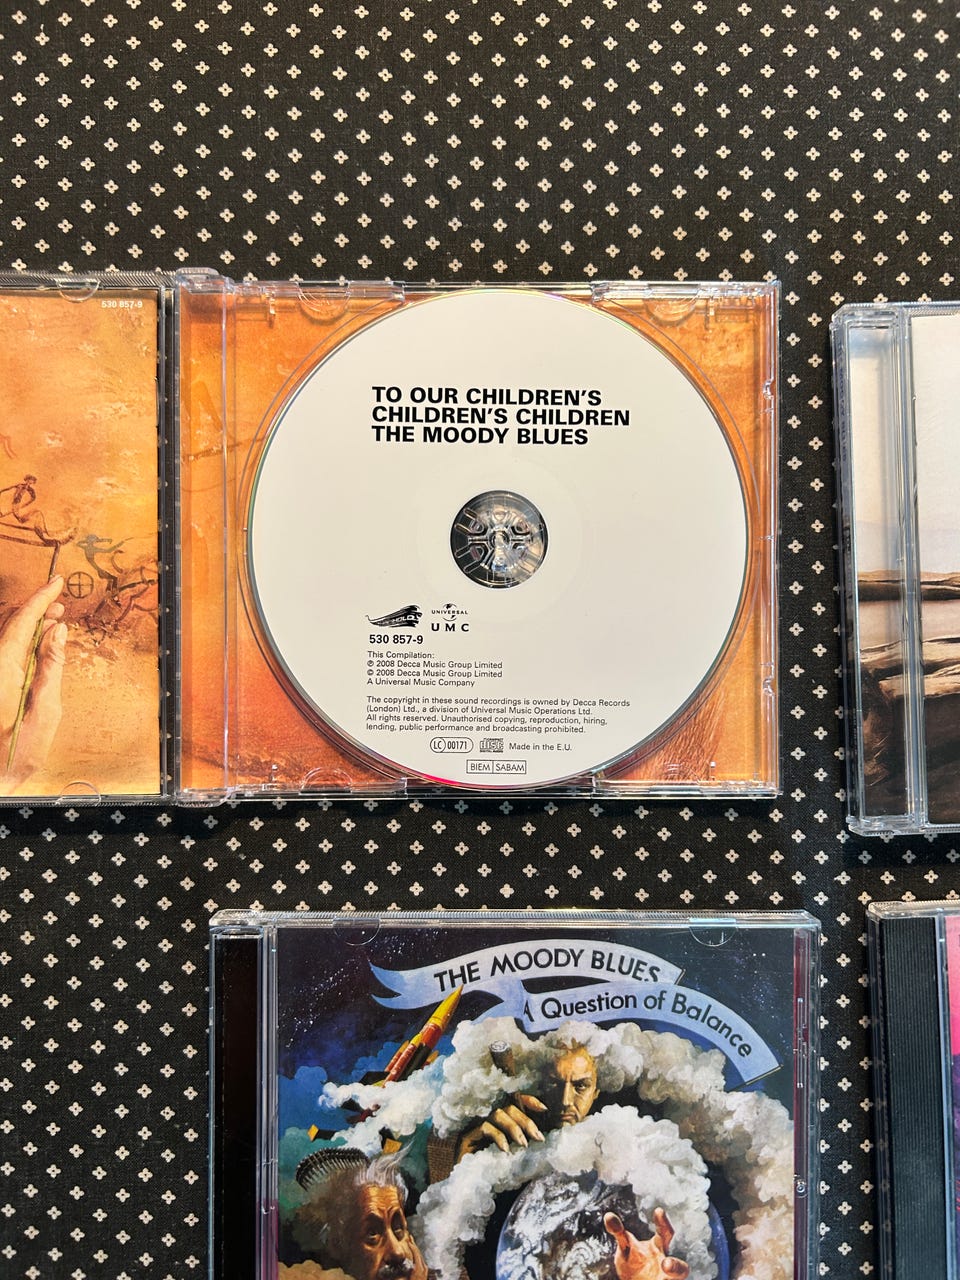 530 857-9
TO OUR CHILDREN'S
CHILDREN'S CHILDREN
THE MOODY BLUES
UNIVERSAL
UMC
530 857-9
This Compilation:
℗ 2008 Decca Music Group Limited
© 2008 Decca Music Group Limited
A Universal Music Company
The copyright in these sound recordings is owned by Decca Records
(London) Ltd., a division of Universal Music Operations Ltd.
All rights reserved. Unauthorised copying, reproduction, hiring,
lending, public performance and broadcasting prohibited.
LC 00171 disc Made in the E.U.
BIEM SABAM
THE MOODY BLUES
A Question of Balance